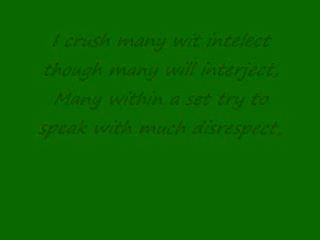 I crush many wit intelect
though many will interject,
Many within a set try to
speak with much disrespect,